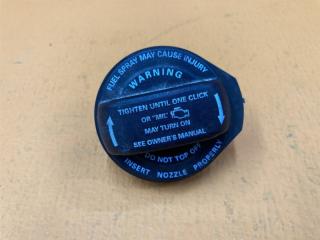 FUEL SPRAY MAY CAUSE INJURY
WARNING
TIGHTEN UNTIL ONE CLICK
OR "MIL"
MAY TURN ON
SEE OWNER'S MANUAL
DO NOT TOP OFF
INSERT NOZZLE PROPERLY